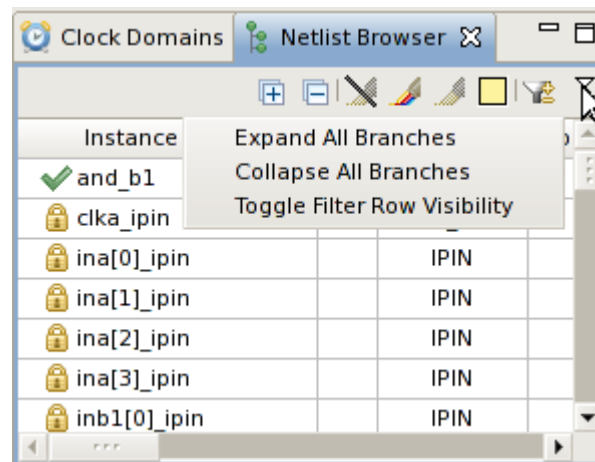 Clock Domains Netlist Browser
Instance
Expand All Branches
Collapse All Branches
Toggle Filter Row Visibility
and_b1
clka_ipin
ina[0]_ipin IPIN
ina[1]_ipin IPIN
ina[2]_ipin IPIN
ina[3]_ipin IPIN
inb1[0]_ipin IPIN